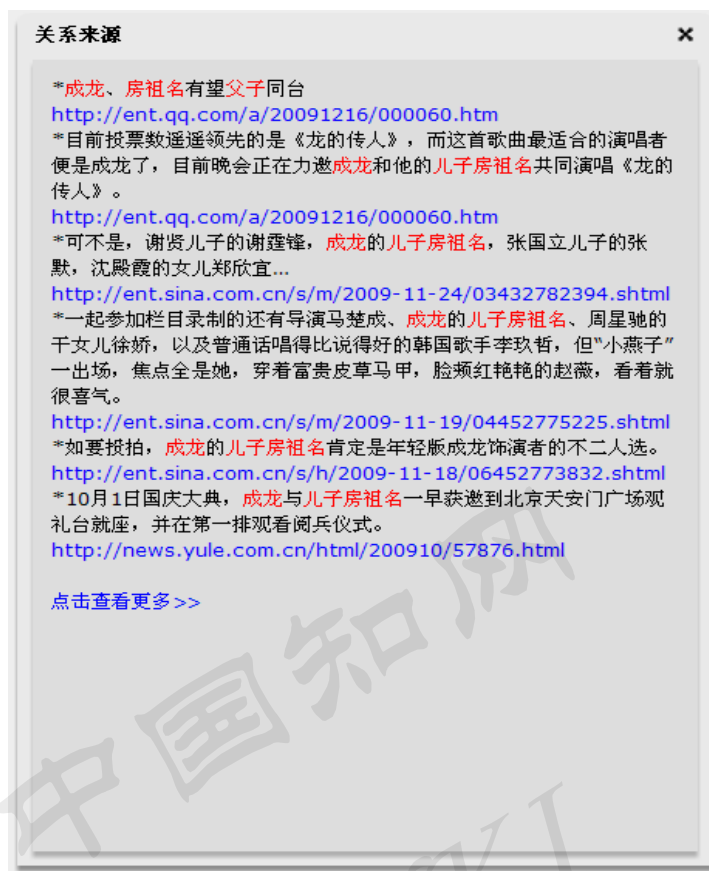 关系来源
*成龙、房祖名有望父子同台
http://ent.qq.com/a/20091216/000060.htm
*目前投票数遥遥领先的是《龙的传人》，而这首歌曲最适合的演唱者
便是成龙了，目前晚会正在力邀成龙和他的儿子房祖名共同演唱《龙的
传人》。
http://ent.qq.com/a/20091216/000060.htm
*可不是，谢贤儿子的谢霆锋，成龙的儿子房祖名，张国立儿子的张
默，沈殿霞的女儿郑欣宜...
http://ent.sina.com.cn/s/m/2009-11-24/03432782394.shtml
*一起参加栏目录制的还有导演马楚成、成龙的儿子房祖名、周星驰的
干女儿徐娇，以及普通话唱得比说得好的韩国歌手李玖哲，但“小燕子”
一出场，焦点全是她，穿着富贵皮草马甲，脸颊红艳艳的赵薇，看着就
很喜气。
http://ent.sina.com.cn/s/m/2009-11-19/04452775225.shtml
*如要投拍，成龙的儿子房祖名肯定是年轻版成龙饰演者的不二人选。
http://ent.sina.com.cn/s/h/2009-11-18/06452773832.shtml
*10月1日国庆大典，成龙与儿子房祖名一早获邀到北京天安门广场观
礼台就座，并在第一排观看阅兵仪式。
http://news.yule.com.cn/html/200910/57876.html
点击查看更多>>
中国知网